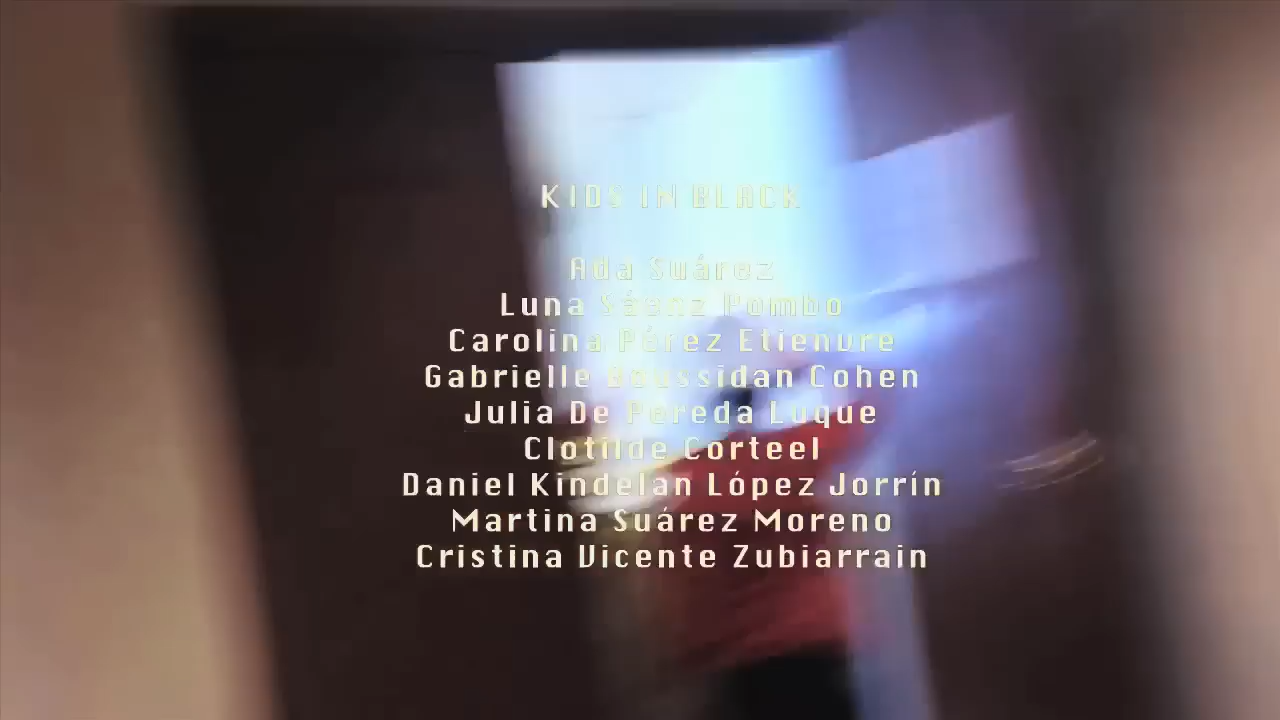 KIDS IN BLACK
Ada Suárez
Luna Sáenz Pombo
Carolina Pérez Etienvre
Gabrielle Boussidan Cohen
Julia De Pereda Luque
Clotilde Corteel
Daniel Kindelan López Jorrín
Martina Suárez Moreno
Cristina Vicente Zubiarrain